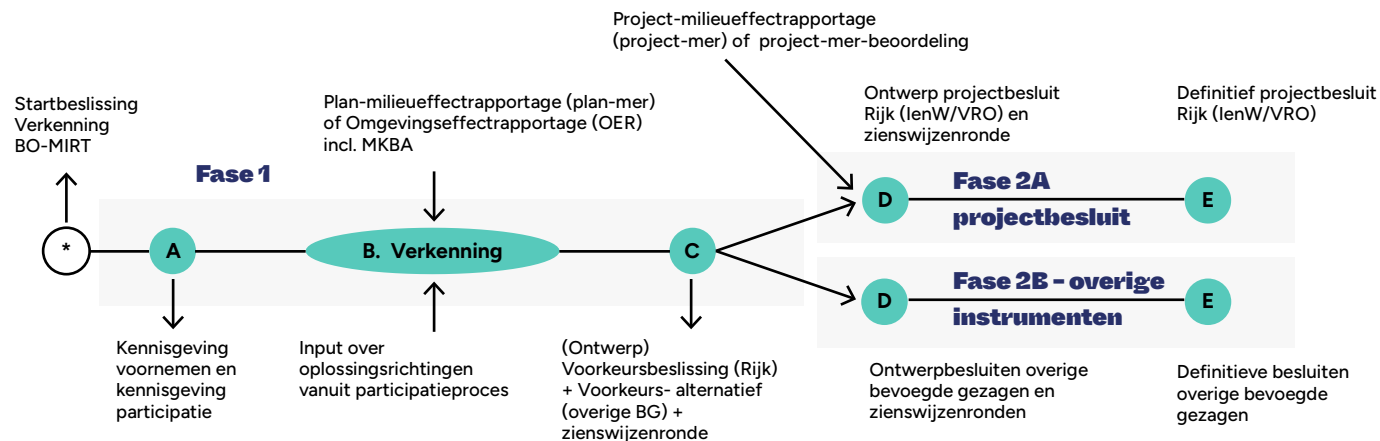 Project-milieueffectrapportage
(project-mer) of project-mer-beoordeling
Startbeslissing
Verkenning
BO-MIRT
Plan-milieueffectrapportage (plan-mer)
of Omgevingseffectrapportage (OER)
incl. MKBA
Ontwerp projectbesluit
Rijk (IenW/VRO) en
zienswijzenronde
Definitief projectbesluit
Rijk (IenW/VRO)
Fase 1
*
A
B. Verkenning
C
D
Fase 2A
projectbesluit
E
D
Fase 2B – overige
instrumenten
E
Kennisgeving
voornemen en
kennisgeving
participatie
Input over
oplossingsrichtingen
vanuit participatieproces
(Ontwerp)
Voorkeursbeslissing (Rijk)
+ Voorkeurs- alternatief
(overige BG) +
zienswijzenronde
Ontwerpbesluiten overige
bevoegde gezagen en
zienswijzenronden
Definitieve besluiten
overige bevoegde
gezagen